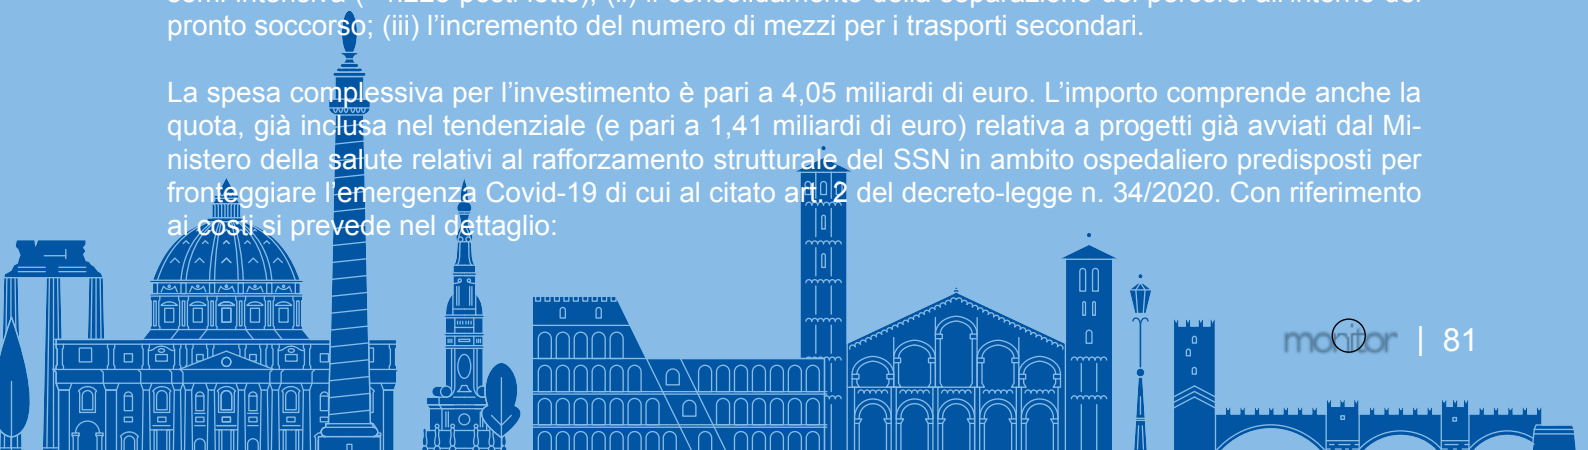 pronto soccorso; (iii) l’incremento del numero di mezzi per i trasporti secondari.
La spesa complessiva per l’investimento è pari a 4,05 miliardi di euro. L’importo comprende anche la
quota, già inclusa nel tendenziale (e pari a 1,41 miliardi di euro) relativa a progetti già avviati dal Mi-
nistero della salute relativi al rafforzamento strutturale del SSN in ambito ospedaliero predisposti per
fronteggiare l’emergenza Covid-19 di cui al citato art. 2 del decreto-legge n. 34/2020. Con riferimento
ai costi si prevede nel dettaglio:
monitor | 81